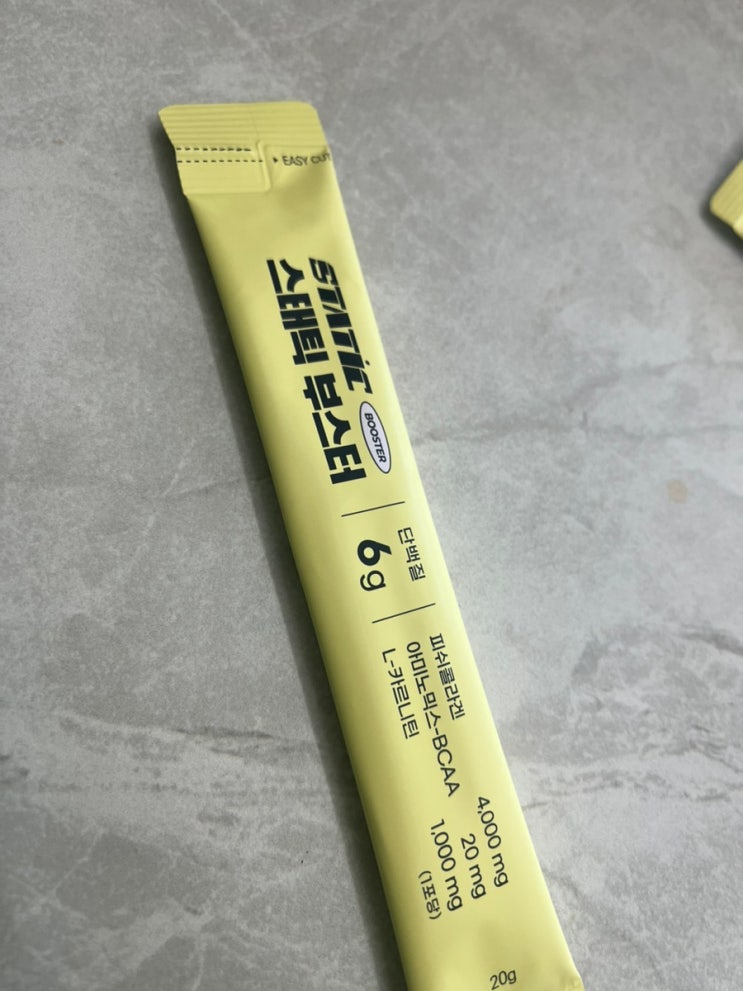 EASY CUT
STATIC BOOSTER
스태틱 부스터
단백질
6g
피쉬콜라겐 4,000 mg
아미노믹스-BCAA 20 mg
L-카르니틴 1,000 mg
(1포당)
20g